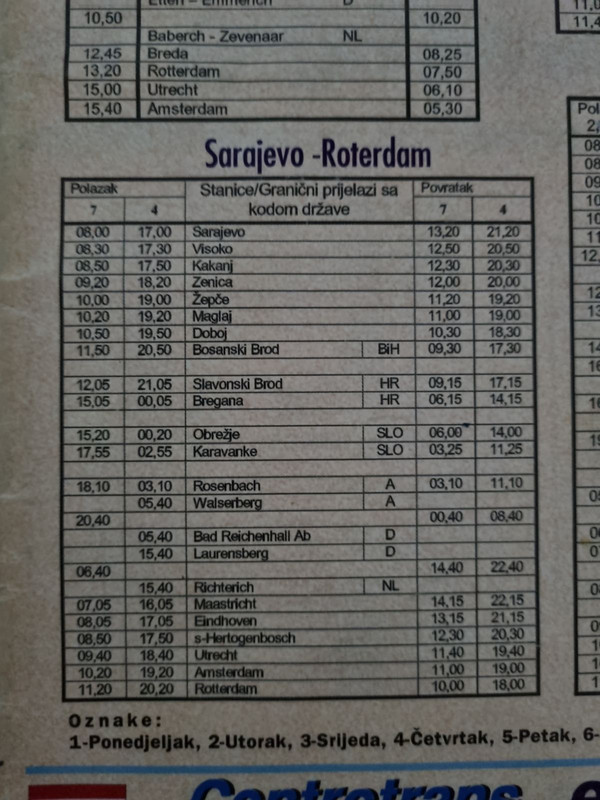 Etten – Emmerich D
10,50 10,20
Baberch - Zevenaar NL
12,45 Breda 08,25
13,20 Rotterdam 07,50
15,00 Utrecht 06,10
15,40 Amsterdam 05,30
Sarajevo -Roterdam
Polazak Stanice/Granični prijelazi sa kodom države Povratak
7 4 7 4
08,00 17,00 Sarajevo 13,20 21,20
08,30 17,30 Visoko 12,50 20,50
08,50 17,50 Kakanj 12,30 20,30
09,20 18,20 Zenica 12,00 20,00
10,00 19,00 Žepče 11,20 19,20
10,20 19,20 Maglaj 11,00 19,00
10,50 19,50 Doboj 10,30 18,30
11,50 20,50 Bosanski Brod BiH 09,30 17,30
12,05 21,05 Slavonski Brod HR 09,15 17,15
15,05 00,05 Bregana HR 06,15 14,15
15,20 00,20 Obrežje SLO 06,00 14,00
17,55 02,55 Karavanke SLO 03,25 11,25
18,10 03,10 Rosenbach A 03,10 11,10
05,40 Walserberg A
20,40 00,40 08,40
05,40 Bad Reichenhall Ab D
15,40 Laurensberg D
06,40 14,40 22,40
15,40 Richterich NL
07,05 16,05 Maastricht 14,15 22,15
08,05 17,05 Eindhoven 13,15 21,15
08,50 17,50 s-Hertogenbosch 12,30 20,30
09,40 18,40 Utrecht 11,40 19,40
10,20 19,20 Amsterdam 11,00 19,00
11,20 20,20 Rotterdam 10,00 18,00
Oznake:
1-Ponedjeljak, 2-Utorak, 3-Srijeda, 4-Četvrtak, 5-Petak, 6-
Centrotrans